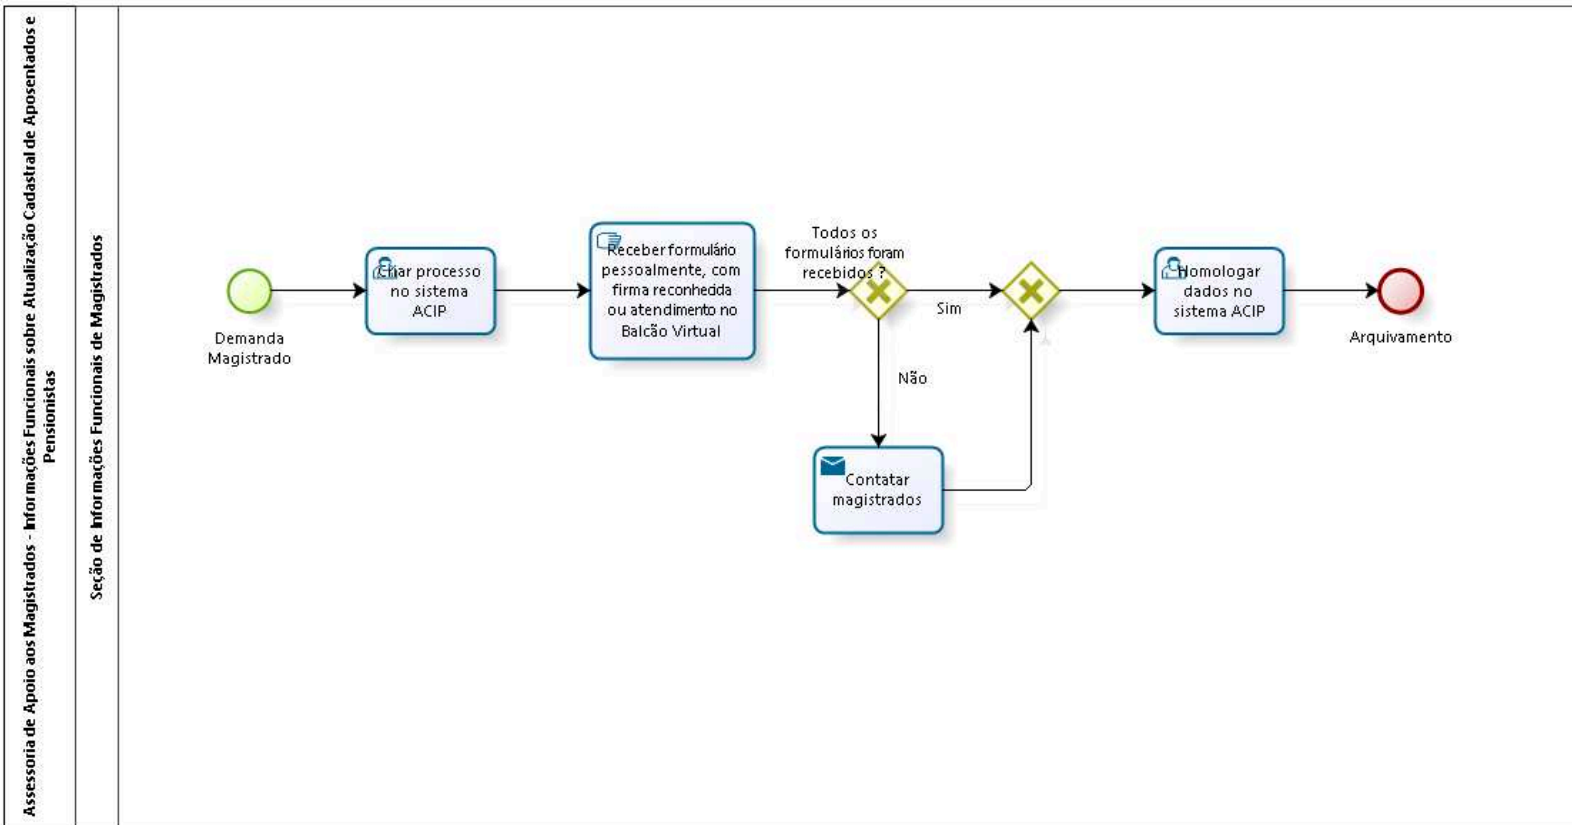 Assessoria de Apoio aos Magistrados - Informações Funcionais sobre Atualização Cadastral de Aposentados e
Pensionistas
Seção de Informações Funcionais de Magistrados
Demanda
Magistrado
Criar processo
no sistema
ACIP
Receber formulário
pessoalmente, com
firma reconhecida
ou atendimento no
Balcão Virtual
Todos os
formulários foram
recebidos ?
Sim
Não
Contatar
magistrados
Homologar
dados no
sistema ACIP
Arquivamento